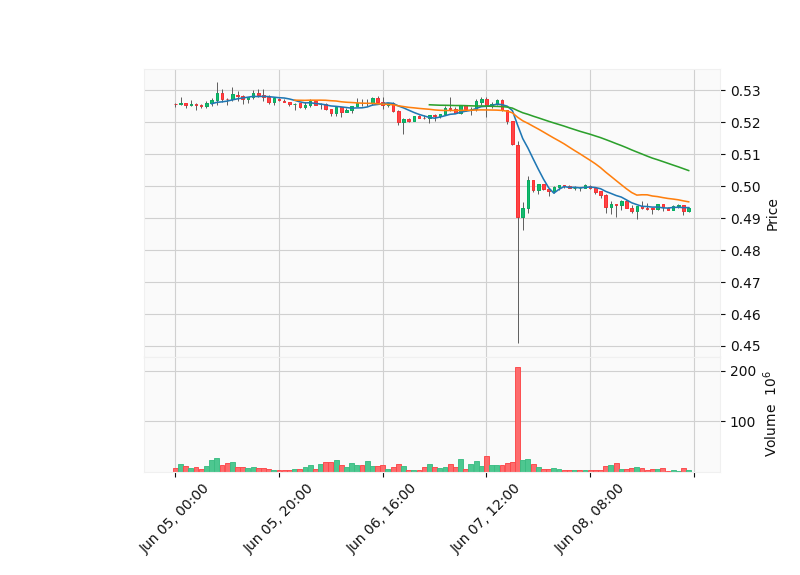 0.53
0.52
0.51
0.50
0.49
0.48
0.47
0.46
0.45
Price
200
100
Volume 10^6
Jun 05, 00:00
Jun 05, 20:00
Jun 06, 16:00
Jun 07, 12:00
Jun 08, 08:00